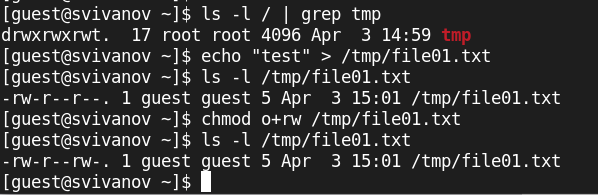 [guest@svivanov ~]$ ls -l / | grep tmp
drwxrwxrwt.  17 root root 4096 Apr  3 14:59 tmp
[guest@svivanov ~]$ echo "test" > /tmp/file01.txt
[guest@svivanov ~]$ ls -l /tmp/file01.txt
-rw-r--r--. 1 guest guest 5 Apr  3 15:01 /tmp/file01.txt
[guest@svivanov ~]$ chmod o+rw /tmp/file01.txt
[guest@svivanov ~]$ ls -l /tmp/file01.txt
-rw-r--rw-. 1 guest guest 5 Apr  3 15:01 /tmp/file01.txt
[guest@svivanov ~]$